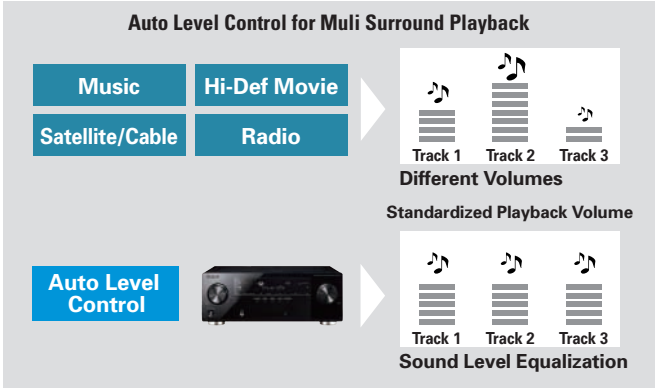 Auto Level Control for Muli Surround Playback
Music
Hi-Def Movie
Satellite/Cable
Radio
Track 1
Track 2
Track 3
Different Volumes
Standardized Playback Volume
Auto Level
Control
Track 1
Track 2
Track 3
Sound Level Equalization